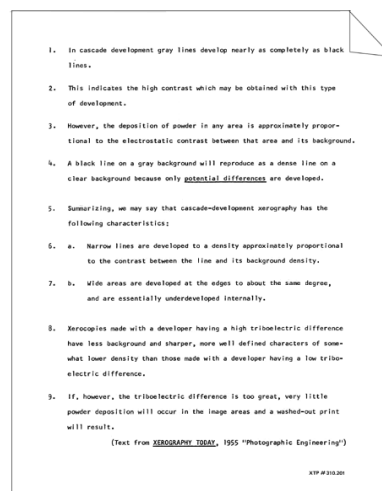 1. In cascade development gray lines develop nearly as completely as black
lines.
2. This indicates the high contrast which may be obtained with this type
of development.
3. However, the deposition of powder in any area is approximately propor-
tional to the electrostatic contrast between that area and its background.
4. A black line on a gray background will reproduce as a dense line on a
clear background because only potential differences are developed.
5. Summarizing, we may say that cascade-development xerography has the
following characteristics:
6. a. Narrow lines are developed to a density approximately proportional
to the contrast between the line and its background density.
7. b. Wide areas are developed at the edges to about the same degree,
and are essentially underdeveloped internally.
8. Xerocopies made with a developer having a high triboelectric difference
have less background and sharper, more well defined characters of some-
what lower density than those made with a developer having a low tribo-
electric difference.
9. If, however, the triboelectric difference is too great, very little
powder deposition will occur in the image areas and a washed-out print
will result.
(Text from XEROGRAPHY TODAY, 1955 "Photographic Engineering")
XTP # 310.201